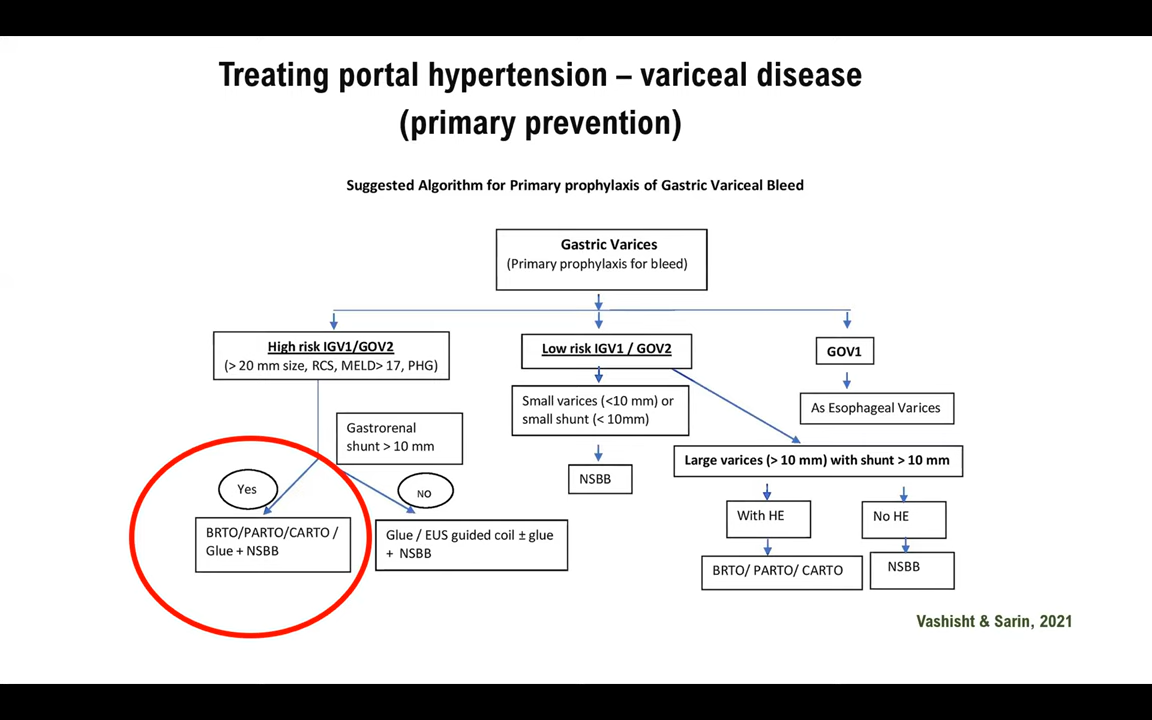 Treating portal hypertension – variceal disease
(primary prevention)
Suggested Algorithm for Primary prophylaxis of Gastric Variceal Bleed
Gastric Varices
(Primary prophylaxis for bleed)
High risk IGV1/GOV2
(> 20 mm size, RCS, MELD> 17, PHG)
Low risk IGV1 / GOV2
GOV1
Small varices (<10 mm) or
small shunt (< 10mm)
As Esophageal Varices
Gastrorenal
shunt > 10 mm
Large varices (> 10 mm) with shunt > 10 mm
Yes
NO
NSBB
With HE
No HE
BRTO/PARTO/CARTO /
Glue + NSBB
Glue / EUS guided coil ± glue
+ NSBB
BRTO/ PARTO/ CARTO
NSBB
Vashisht & Sarin, 2021